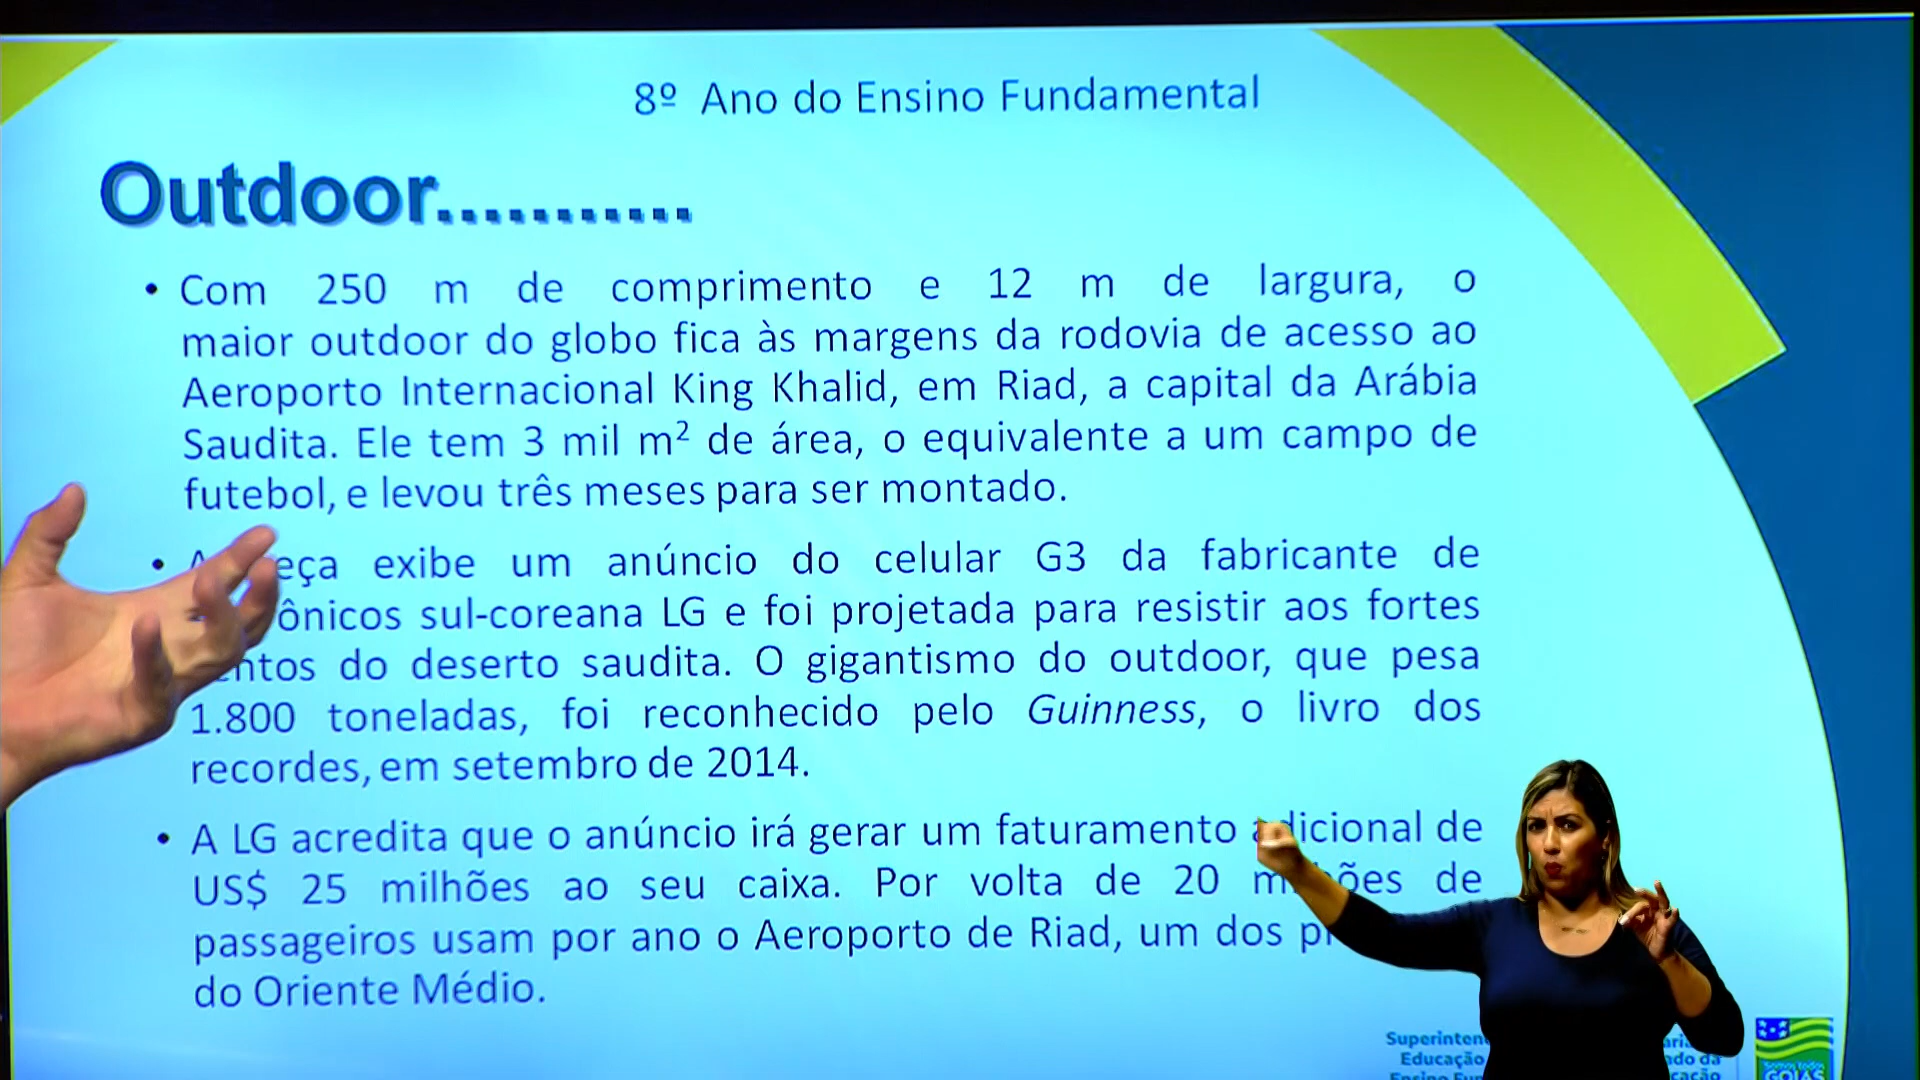 8º Ano do Ensino Fundamental
Outdoor...........
• Com 250 m de comprimento e 12 m de largura, o
maior outdoor do globo fica às margens da rodovia de acesso ao
Aeroporto Internacional King Khalid, em Riad, a capital da Arábia
Saudita. Ele tem 3 mil m² de área, o equivalente a um campo de
futebol, e levou três meses para ser montado.
• exibe um anúncio do celular G3 da fabricante de
sul-coreana LG e foi projetada para resistir aos fortes
do deserto saudita. O gigantismo do outdoor, que pesa
1.800 toneladas, foi reconhecido pelo Guinness, o livro dos
recordes, em setembro de 2014.
• A LG acredita que o anúncio irá gerar um faturamento de
US$ 25 milhões ao seu caixa. Por volta de 20 de
passageiros usam por ano o Aeroporto de Riad, um dos
do Oriente Médio.
Educação
Somos todos
GOIÁS